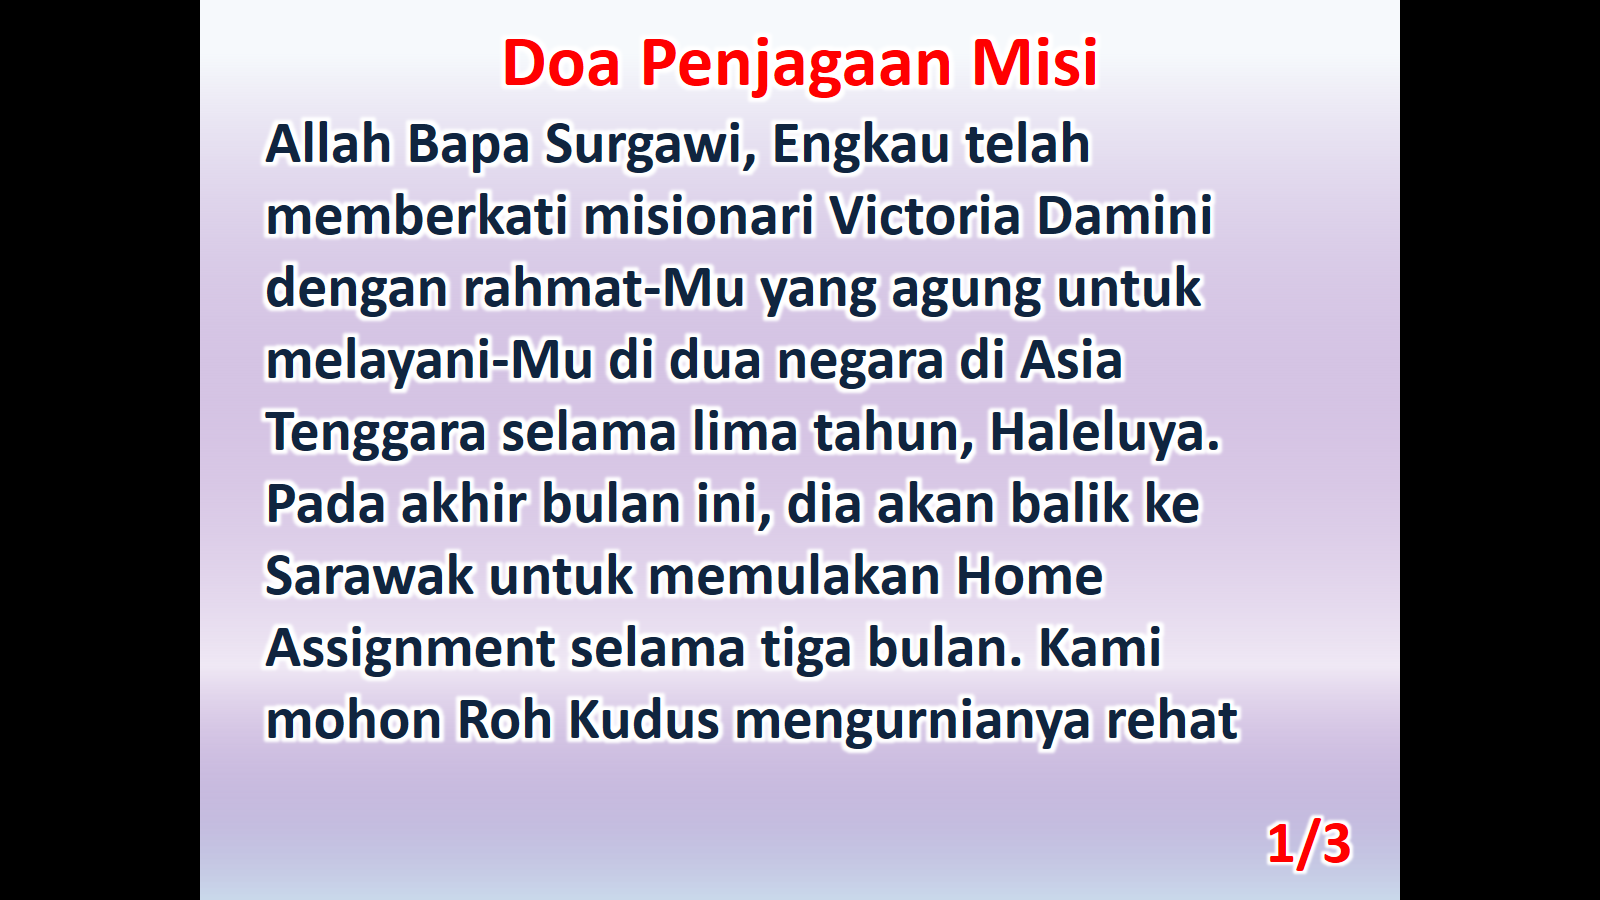 Doa Penjagaan Misi
Allah Bapa Surgawi, Engkau telah
memberkati misionari Victoria Damini
dengan rahmat-Mu yang agung untuk
melayani-Mu di dua negara di Asia
Tenggara selama lima tahun, Haleluya.
Pada akhir bulan ini, dia akan balik ke
Sarawak untuk memulakan Home
Assignment selama tiga bulan. Kami
mohon Roh Kudus mengurnianya rehat
1/3